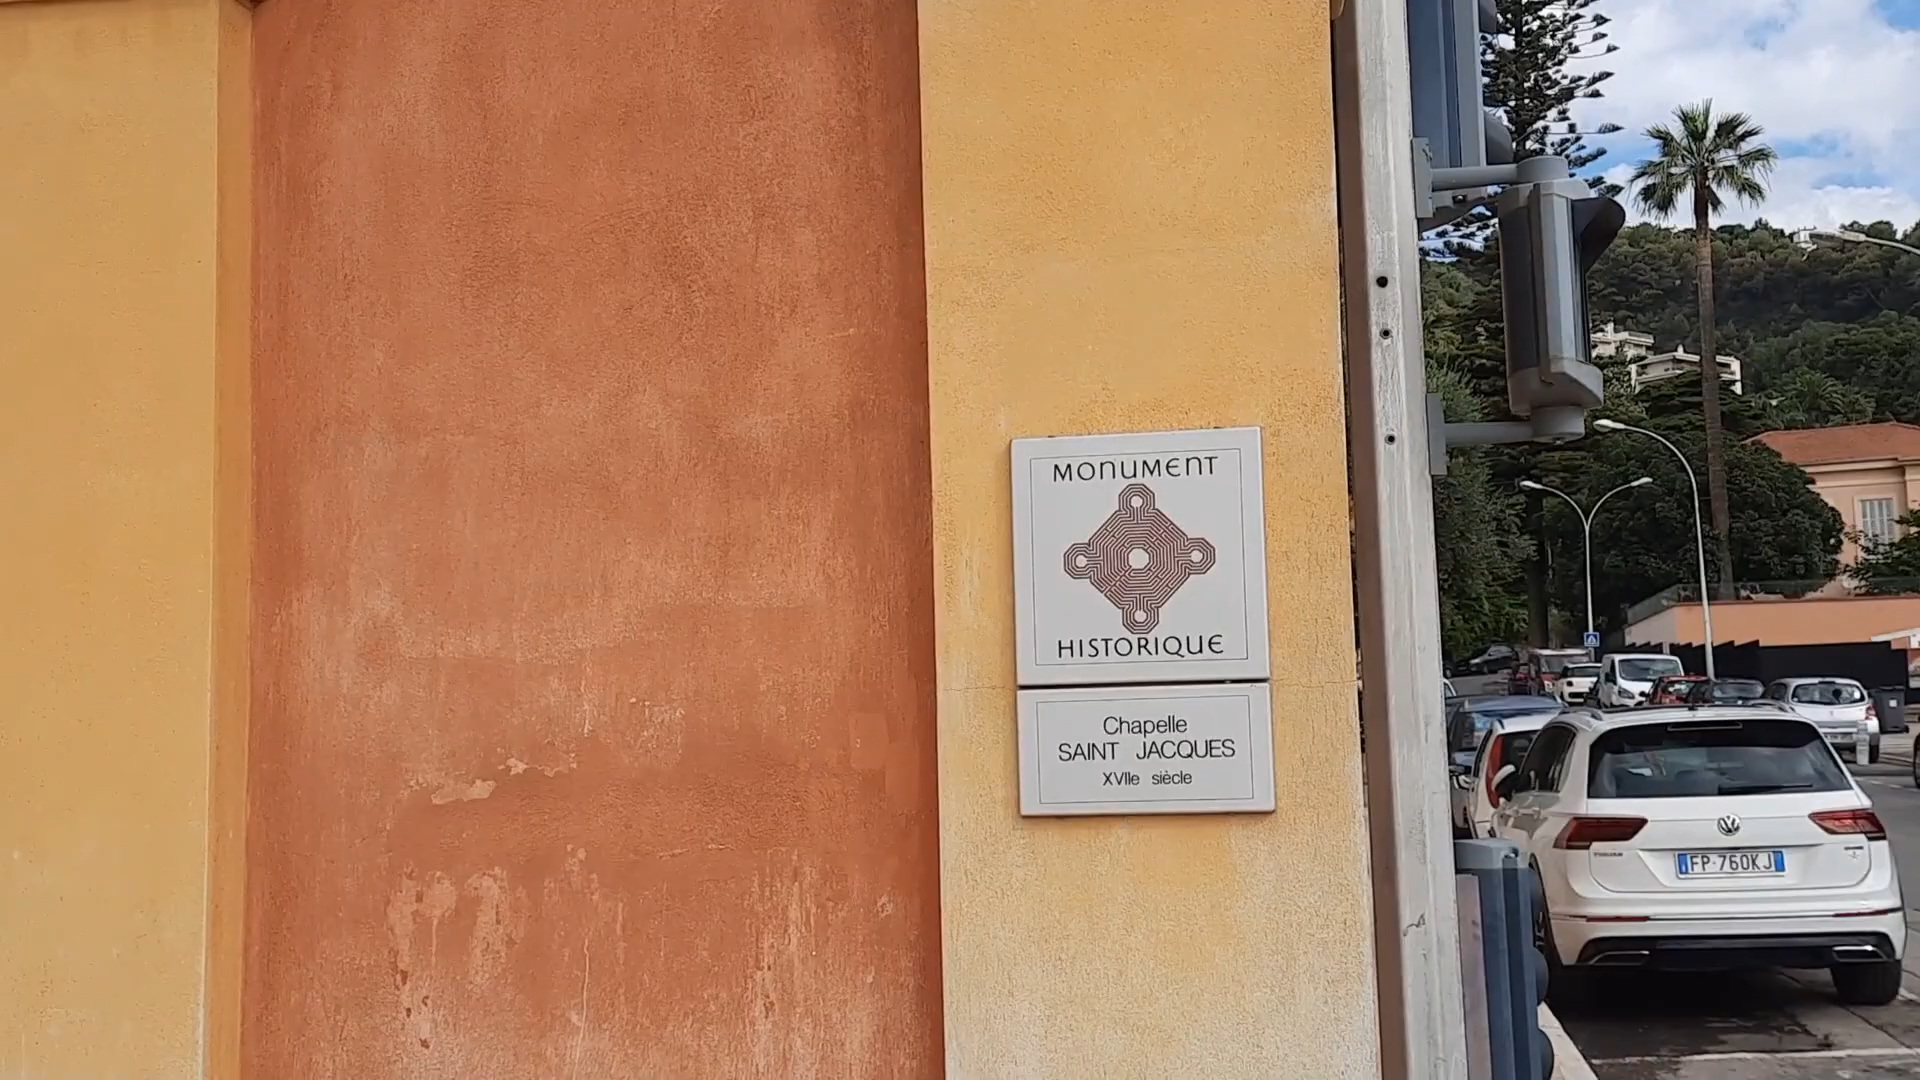 MONUMENT
HISTORIQUE
Chapelle
SAINT JACQUES
XVIIe siècle
FP·760KJ